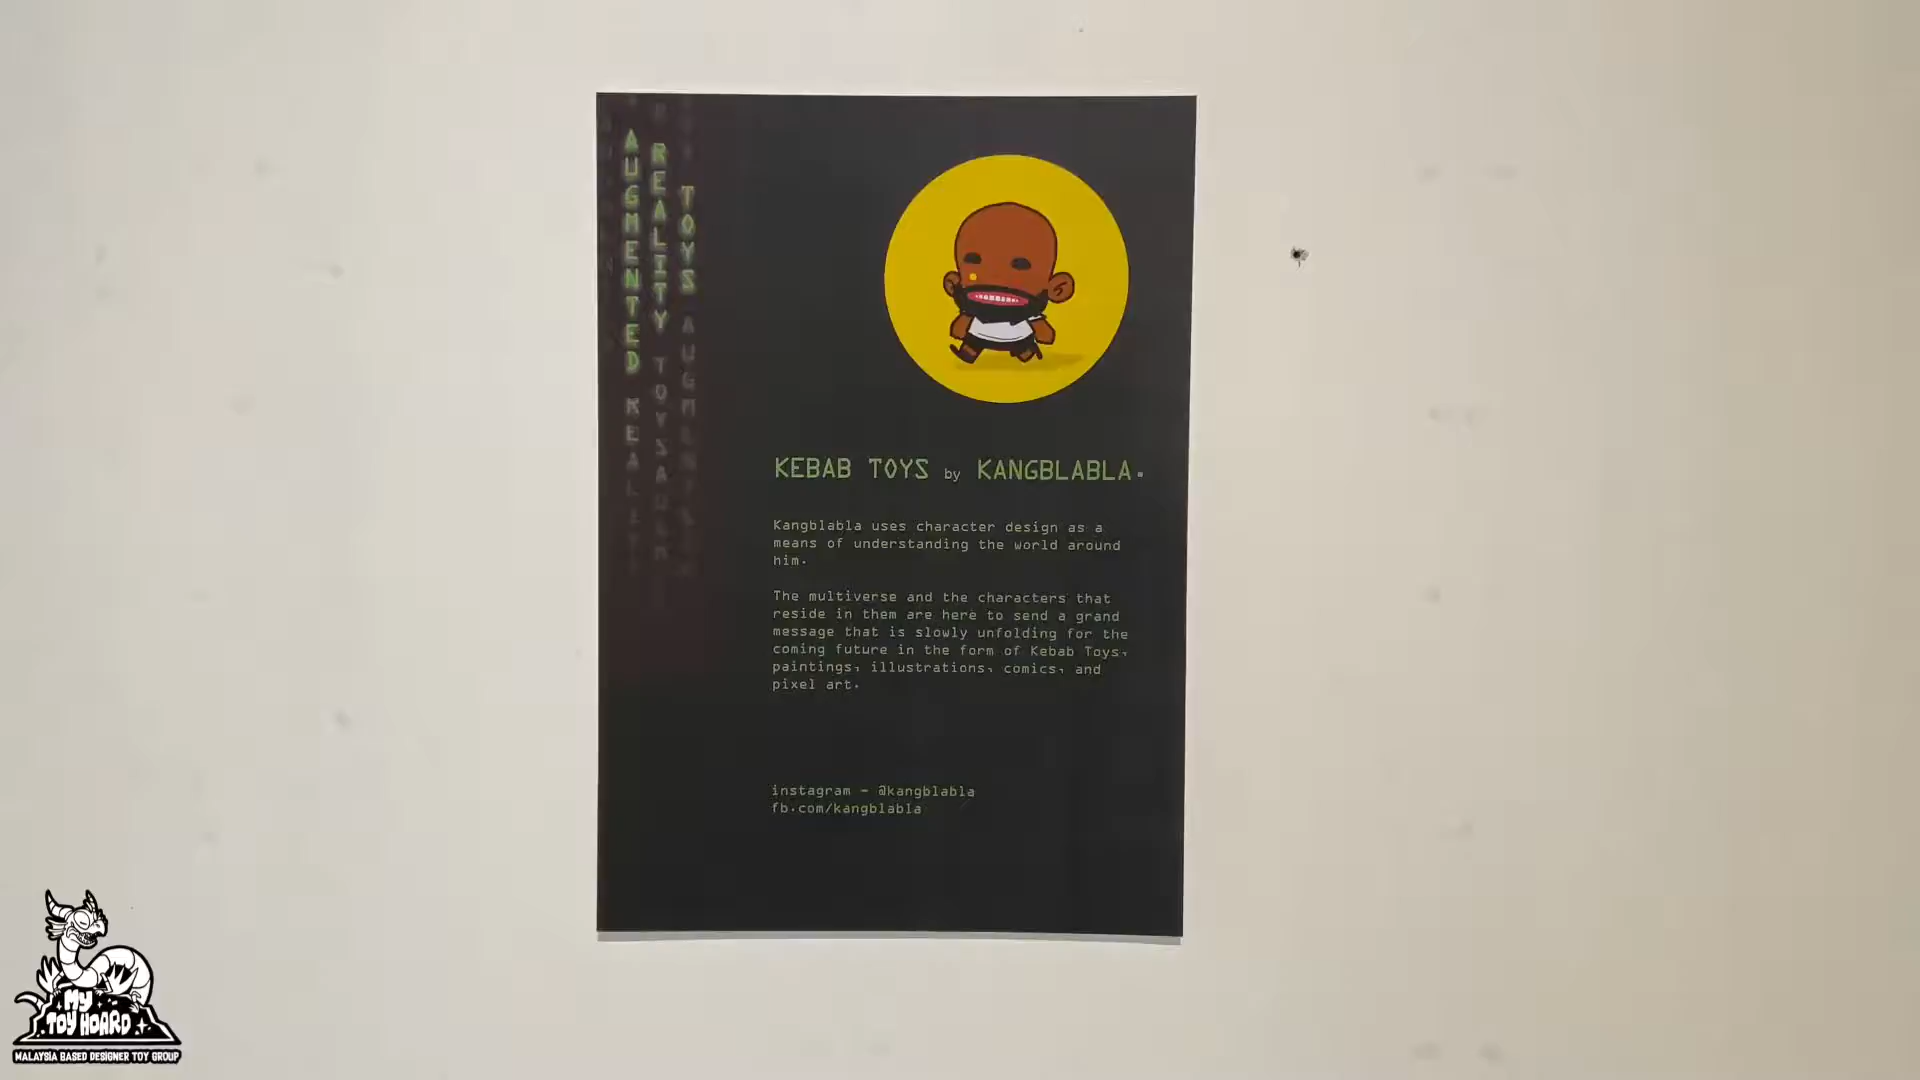 AUGMENTED REALITY
REALITY TOYS
TOYS
KEBAB TOYS by KANGBLABLA.
Kangblabla uses character design as a
means of understanding the world around
him.
The multiverse and the characters that
reside in them are here to send a grand
message that is slowly unfolding for the
coming future in the form of Kebab Toys,
paintings, illustrations, comics, and
pixel art.
instagram - @kangblabla
fb.com/kangblabla
MY
TOY HOARD
MALAYSIA BASED DESIGNER TOY GROUP